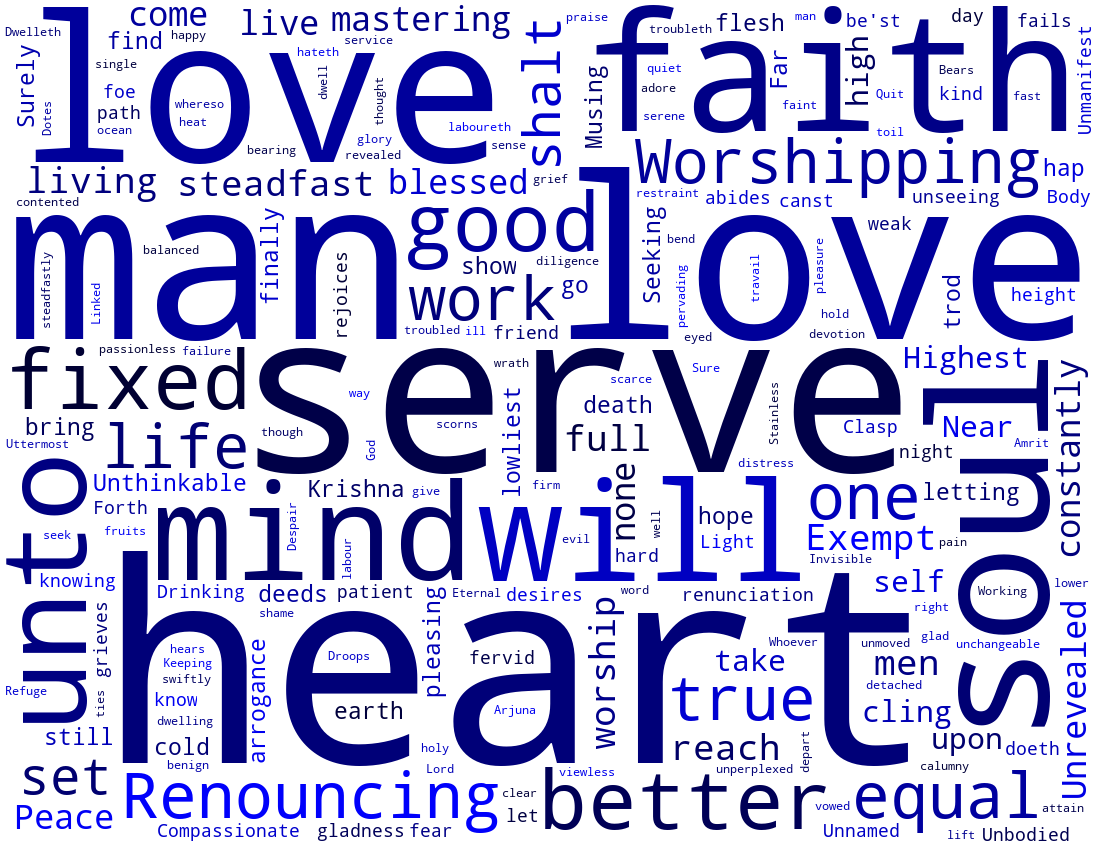 Dwelleth come happy live mastering praise troubleth flesh man be'st day fails
Surely find single hateth service dwell thought love shalt Musing quiet adore serene faith Far faint high Quit toil Bears kind fast Unmanifest
Dotes foe path ocean whereso heat bearing glory revealed laboureth sense
living steadfast blessed grief Worshipping hap
contented restraint abides canst unseeing Body
man balanced finally rejoices good show diligence go Seeking bend love weak
steadfastly Linked work troubled ill friend pervading travail pleasure hold devotion trod height
passionless failure wrath eyed scarce Sure Highest
fixed serve way God scorns lowliest death full Stainless Clasp Near constantly
bring though life firm distress night Amrit
Uttermost Unthinkable Krishna give none hope well one letting
unto Forth fruits Despair mind will evil hard Light Invisible Exempt pain soul
seek knowing Drinking labour deeds patient Eternal desires word renunciation self lower
grieves shame pleasing worship Whoever right Working
hears Keeping swiftly arrogance Droops heart fervid take unmoved glad unchangeable
Refuge ties know dwelling earth Arjuna true men detached Unrevealed
still cold benign holy Lord reach depart cling upon doeth
set viewless unperplexed calumny
Peace Renouncing clear let better vowed equal attain
Compassionate gladness fear Unnamed lift Unbodied